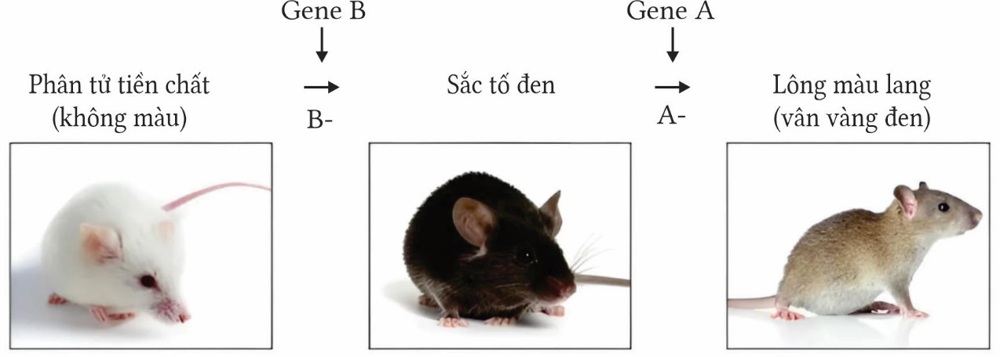 Gene B
Gene A
Phân tử tiền chất
(không màu)
B-
Sắc tố đen
A-
Lông màu lang
(vân vàng đen)